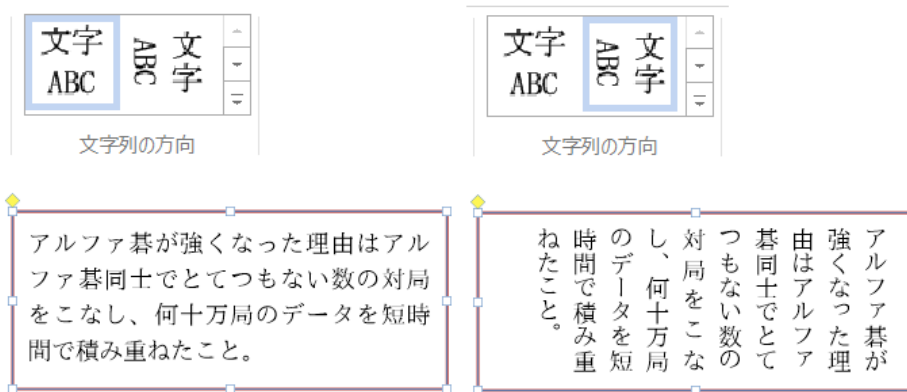 文字
ABC
ABC
文字
文字列の方向
文字
ABC
ABC
文字
文字列の方向
アルファ碁が強くなった理由はアル
ファ碁同士でとてつもない数の対局
をこなし、何十万局のデータを短時
間で積み重ねたこと。
アルファ碁が
強くなった理
由はアルファ
碁同士でとて
つもない数の
対局をこな
し、何十万局
のデータを短
時間で積み重
ねたこと。